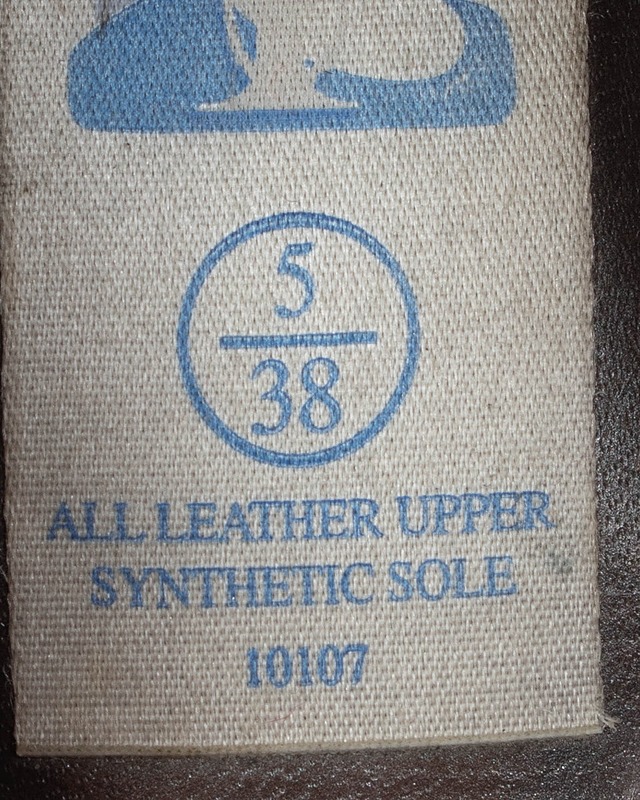 5
38
ALL LEATHER UPPER
SYNTHETIC SOLE
10107